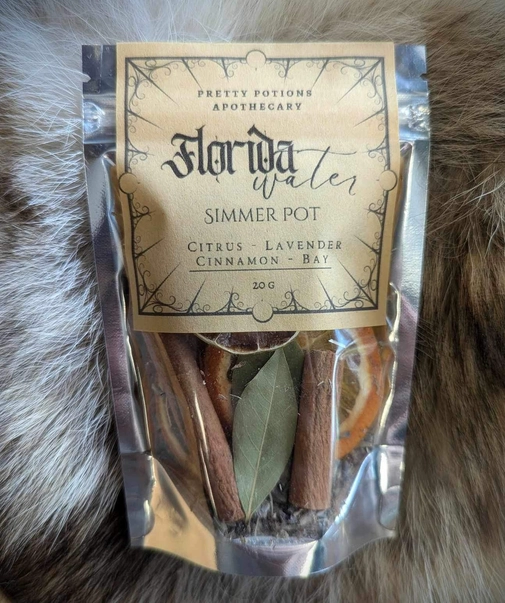 PRETTY POTIONS
APOTHECARY
Florida
water
SIMMER POT
CITRUS - LAVENDER
CINNAMON - BAY
20 G